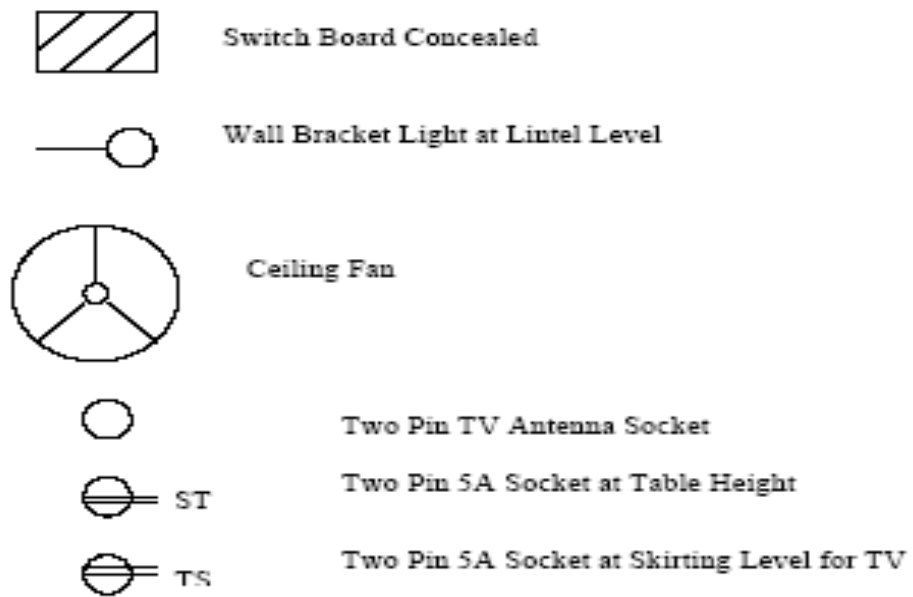 Switch Board Concealed
Wall Bracket Light at Lintel Level
Ceiling Fan
Two Pin TV Antenna Socket
ST Two Pin 5A Socket at Table Height
TS Two Pin 5A Socket at Skirting Level for TV